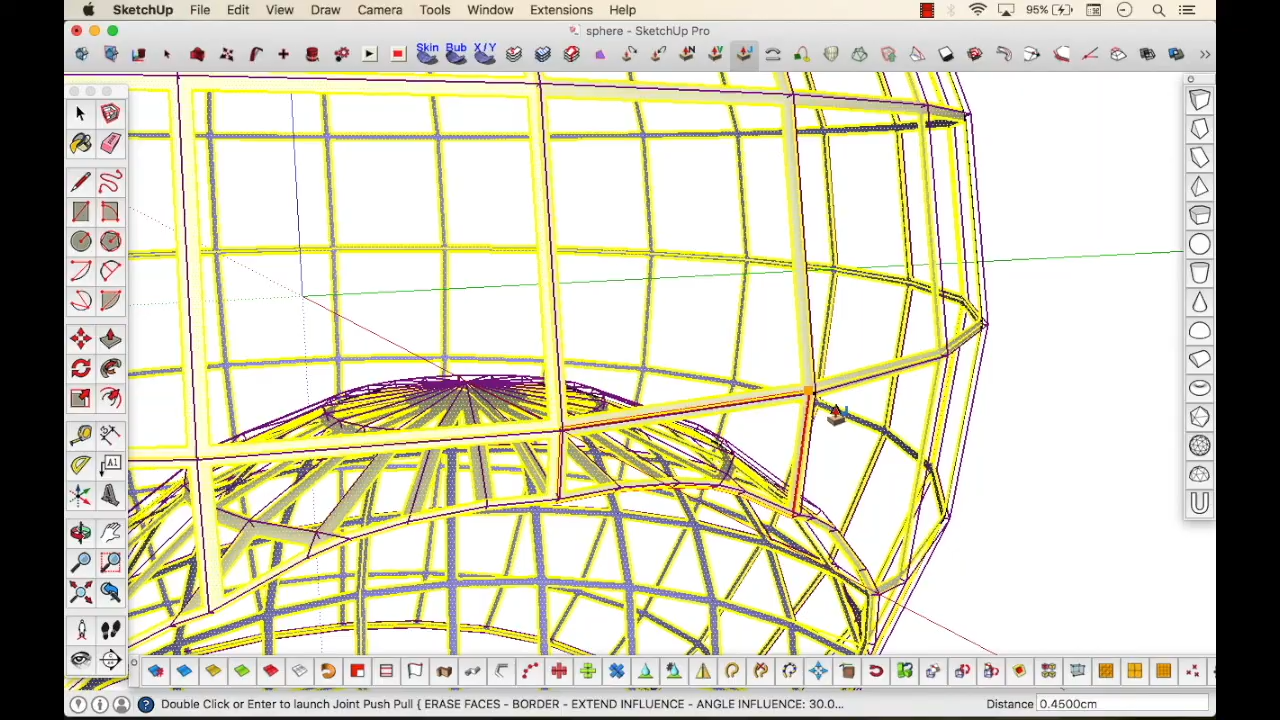 SketchUp File Edit View Draw Camera Tools Window Extensions Help 95%
sphere - SketchUp Pro
Skin Bub X/Y
N V J
A1
Double Click or Enter to launch Joint Push Pull { ERASE FACES - BORDER - EXTEND INFLUENCE - ANGLE INFLUENCE: 30.0... Distance 0.4500cm